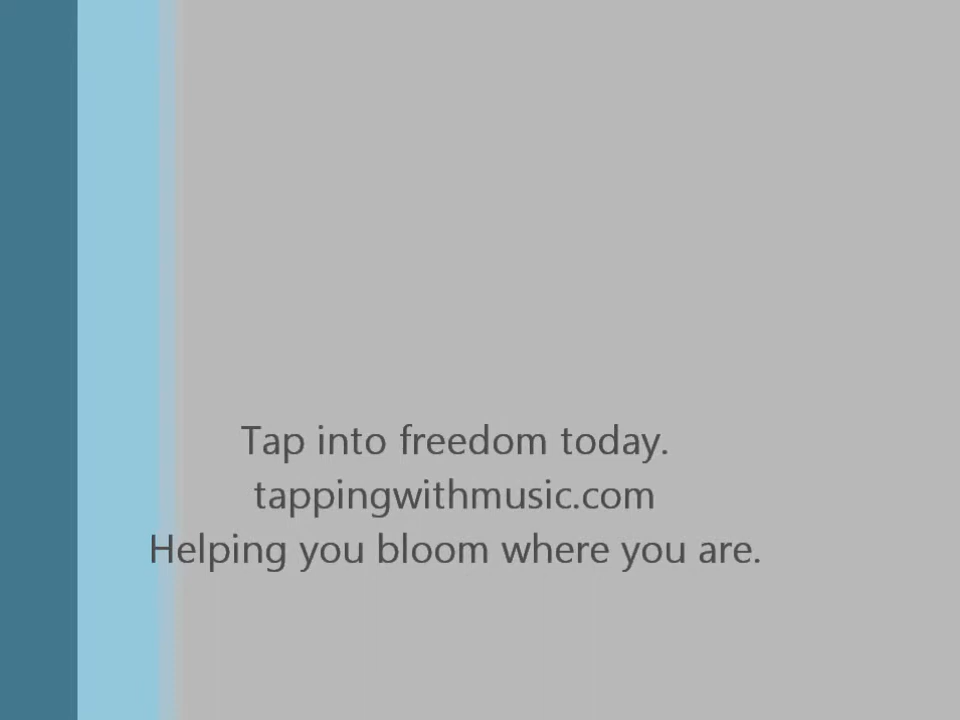 Tap into freedom today.
tappingwithmusic.com
Helping you bloom where you are.